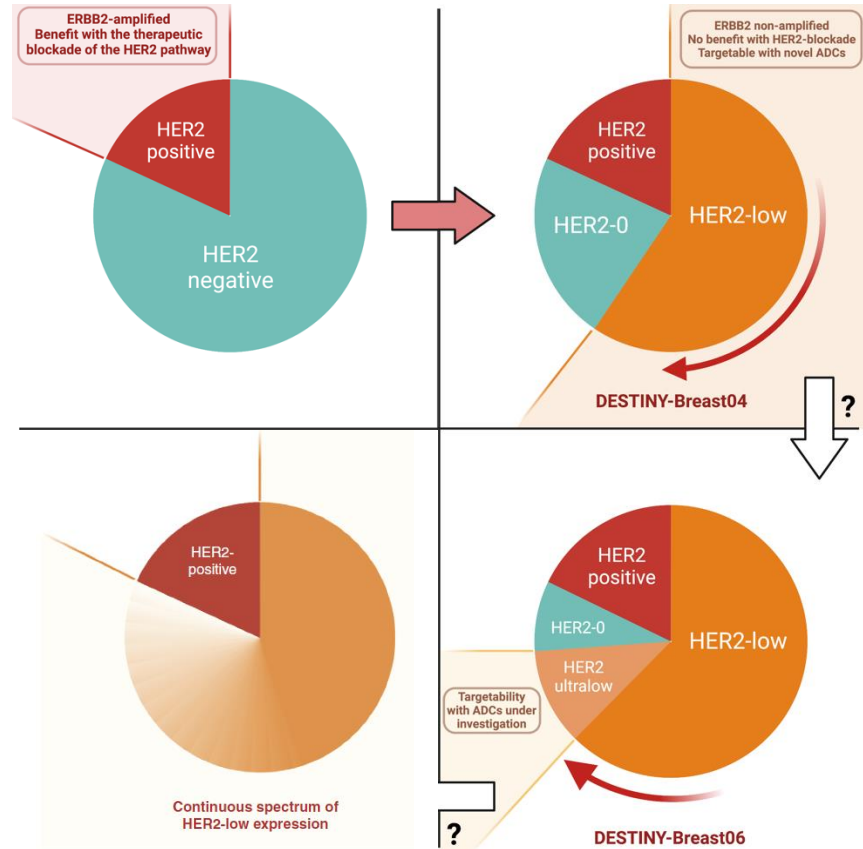 ERBB2-amplified
Benefit with the therapeutic
blockade of the HER2 pathway
HER2
positive
HER2
negative
ERBB2 non-amplified
No benefit with HER2-blockade
Targetable with novel ADCs
HER2
positive
HER2-0
HER2-low
DESTINY-Breast04
?
HER2-
positive
Continuous spectrum of
HER2-low expression
HER2
positive
HER2-0
HER2
ultralow
HER2-low
Targetability
with ADCs under
investigation
?
DESTINY-Breast06